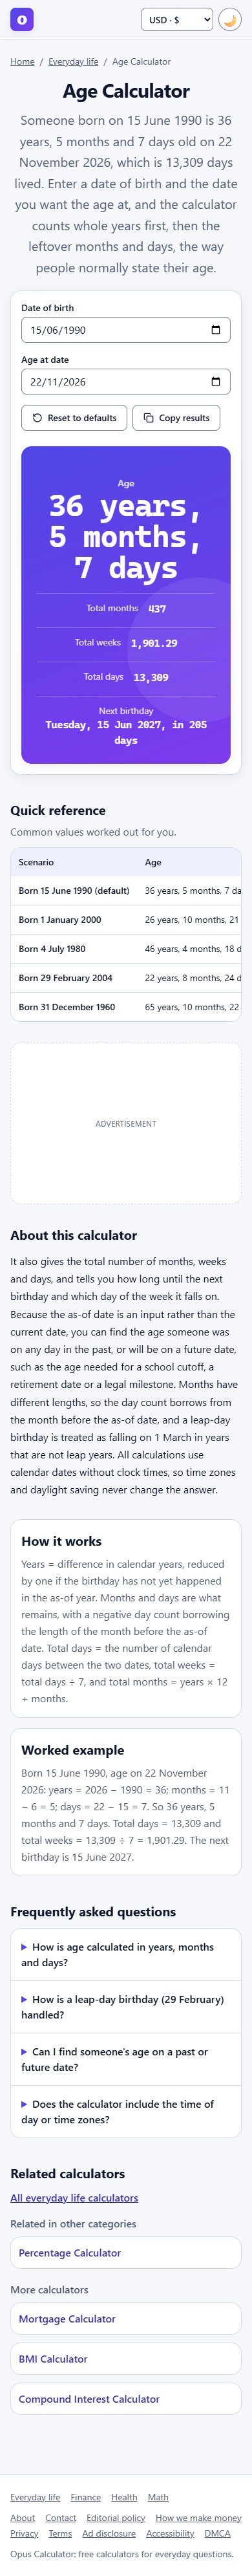 O
USD · $
Home / Everyday life / Age Calculator
Age Calculator
Someone born on 15 June 1990 is 36
years, 5 months and 7 days old on 22
November 2026, which is 13,309 days
lived. Enter a date of birth and the date
you want the age at, and the calculator
counts whole years first, then the
leftover months and days, the way
people normally state their age.
Date of birth
15/06/1990
Age at date
22/11/2026
Reset to defaults
Copy results
Age
36 years,
5 months,
7 days
Total months 437
Total weeks 1,901.29
Total days 13,309
Next birthday
Tuesday, 15 Jun 2027, in 205
days
Quick reference
Common values worked out for you.
Scenario Age
Born 15 June 1990 (default) 36 years, 5 months, 7 da
Born 1 January 2000 26 years, 10 months, 21
Born 4 July 1980 46 years, 4 months, 18 d
Born 29 February 2004 22 years, 8 months, 24 d
Born 31 December 1960 65 years, 10 months, 22
ADVERTISEMENT
About this calculator
It also gives the total number of months, weeks
and days, and tells you how long until the next
birthday and which day of the week it falls on.
Because the as-of date is an input rather than the
current date, you can find the age someone was
on any day in the past, or will be on a future date,
such as the age needed for a school cutoff, a
retirement date or a legal milestone. Months have
different lengths, so the day count borrows from
the month before the as-of date, and a leap-day
birthday is treated as falling on 1 March in years
that are not leap years. All calculations use
calendar dates without clock times, so time zones
and daylight saving never change the answer.
How it works
Years = difference in calendar years, reduced
by one if the birthday has not yet happened
in the as-of year. Months and days are what
remains, with a negative day count borrowing
the length of the month before the as-of
date. Total days = the number of calendar
days between the two dates, total weeks =
total days ÷ 7, and total months = years × 12
+ months.
Worked example
Born 15 June 1990, age on 22 November
2026: years = 2026 − 1990 = 36; months = 11
− 6 = 5; days = 22 − 15 = 7. So 36 years, 5
months and 7 days. Total days = 13,309 and
total weeks = 13,309 ÷ 7 = 1,901.29. The next
birthday is 15 June 2027.
Frequently asked questions
How is age calculated in years, months
and days?
How is a leap-day birthday (29 February)
handled?
Can I find someone's age on a past or
future date?
Does the calculator include the time of
day or time zones?
Related calculators
All everyday life calculators
Related in other categories
Percentage Calculator
More calculators
Mortgage Calculator
BMI Calculator
Compound Interest Calculator
Everyday life Finance Health Math
About Contact Editorial policy How we make money
Privacy Terms Ad disclosure Accessibility DMCA
Opus Calculator: free calculators for everyday questions.